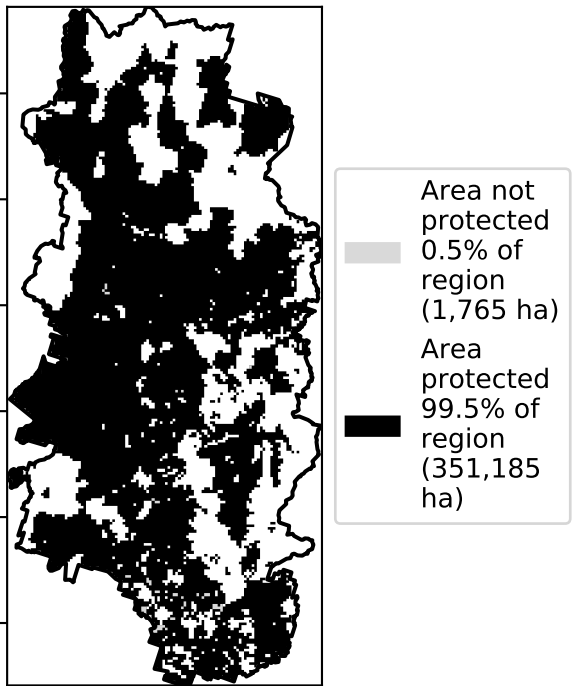 Area not
protected
0.5% of
region
(1,765 ha)
Area
protected
99.5% of
region
(351,185
ha)